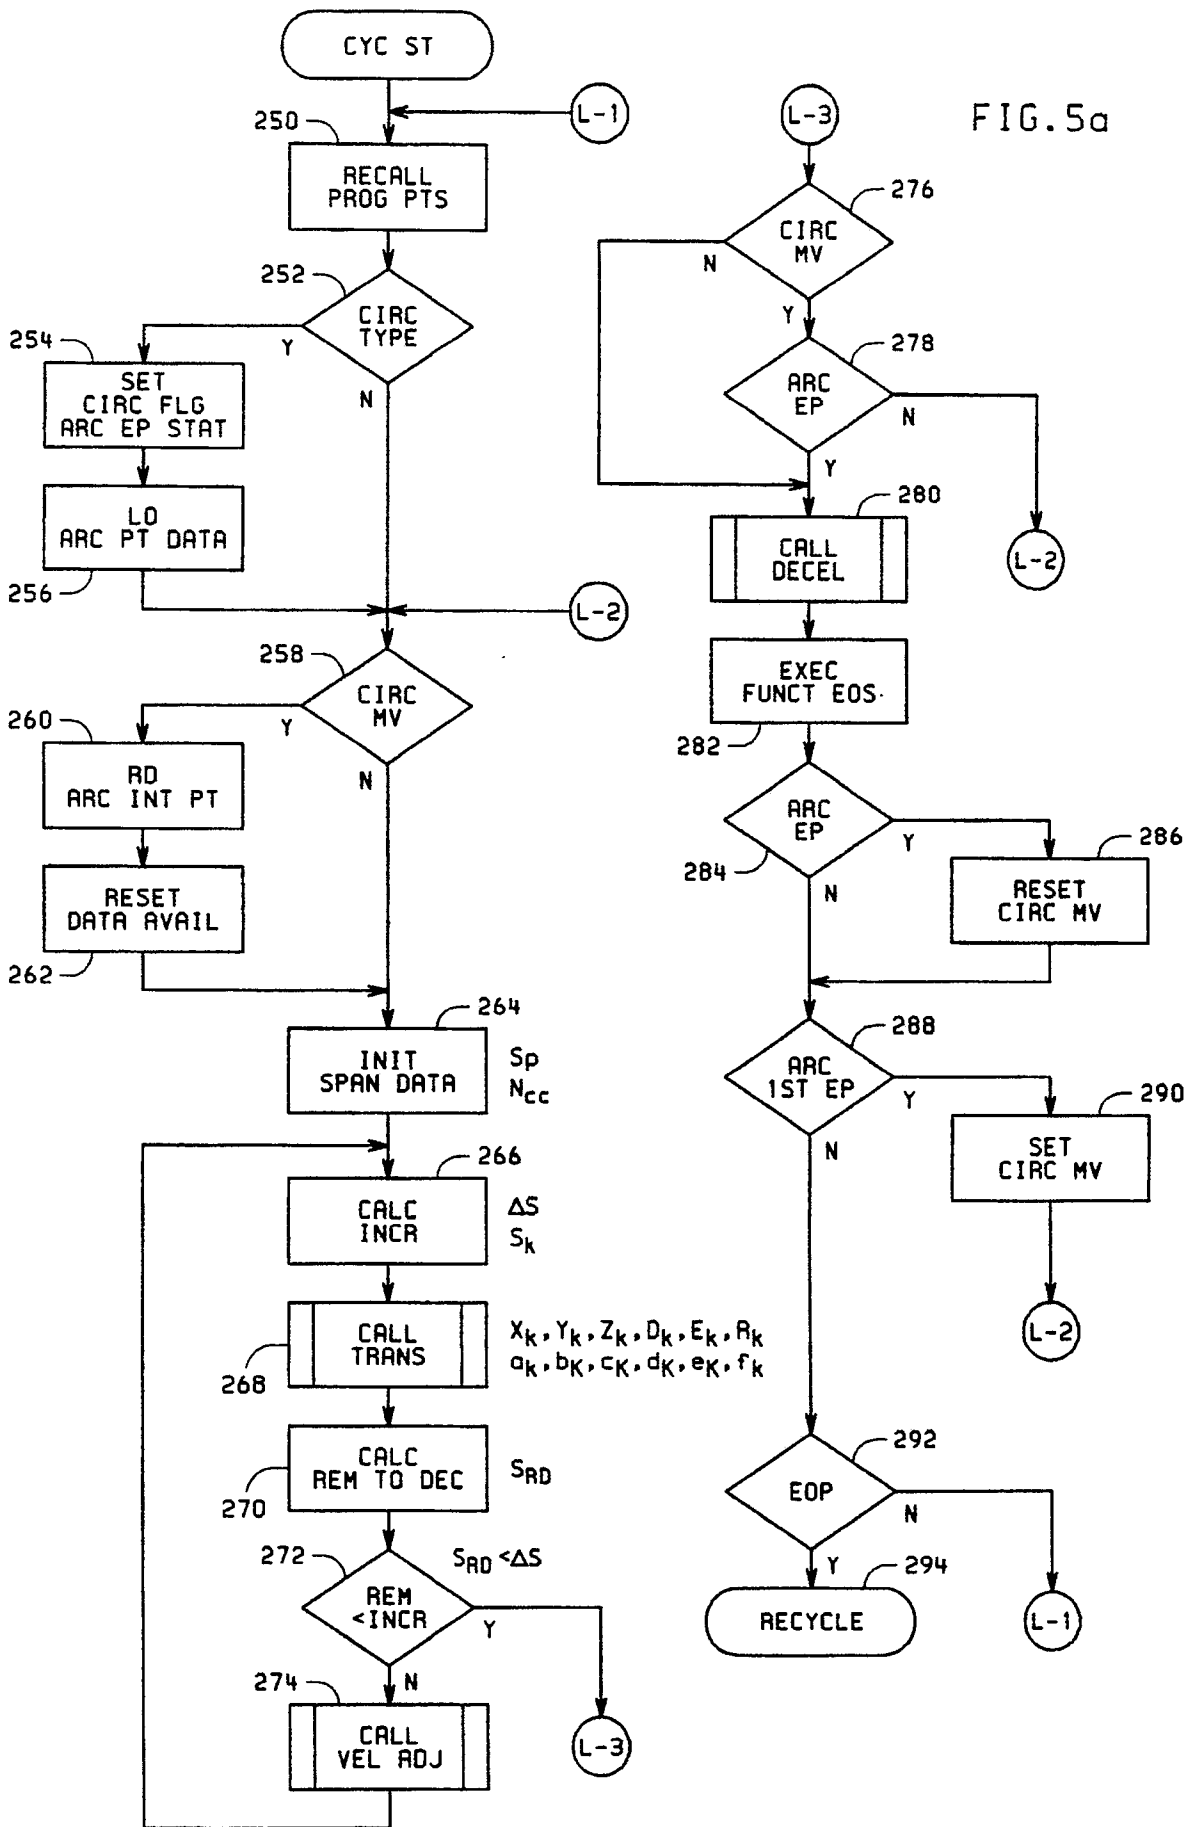 CYC ST
L-1
250
RECALL
PROG PTS
252
CIRC
TYPE
Y
N
254
SET
CIRC FLG
ARC EP STAT
LD
ARC PT DATA
256
L-2
258
CIRC
MV
Y
N
260
RD
ARC INT PT
RESET
DATA AVAIL
262
264
INIT
SPAN DATA
Sp
Ncc
266
CALC
INCR
ΔS
Sk
CALL
TRANS
268
Xk, Yk, Zk, Dk, Ek, Rk
ak, bK, cK, dK, eK, fk
CALC
REM TO DEC
270
SRD
272
SRD <ΔS
REM
<INCR
Y
N
274
CALL
VEL ADJ
L-3
FIG. 5a
L-3
276
CIRC
MV
N
Y
278
ARC
EP
N
Y
L-2
280
CALL
DECEL
EXEC
FUNCT EOS
282
ARC
EP
284
Y
N
286
RESET
CIRC MV
288
ARC
1ST EP
Y
N
290
SET
CIRC MV
L-2
292
EOP
N
Y
294
RECYCLE
L-1